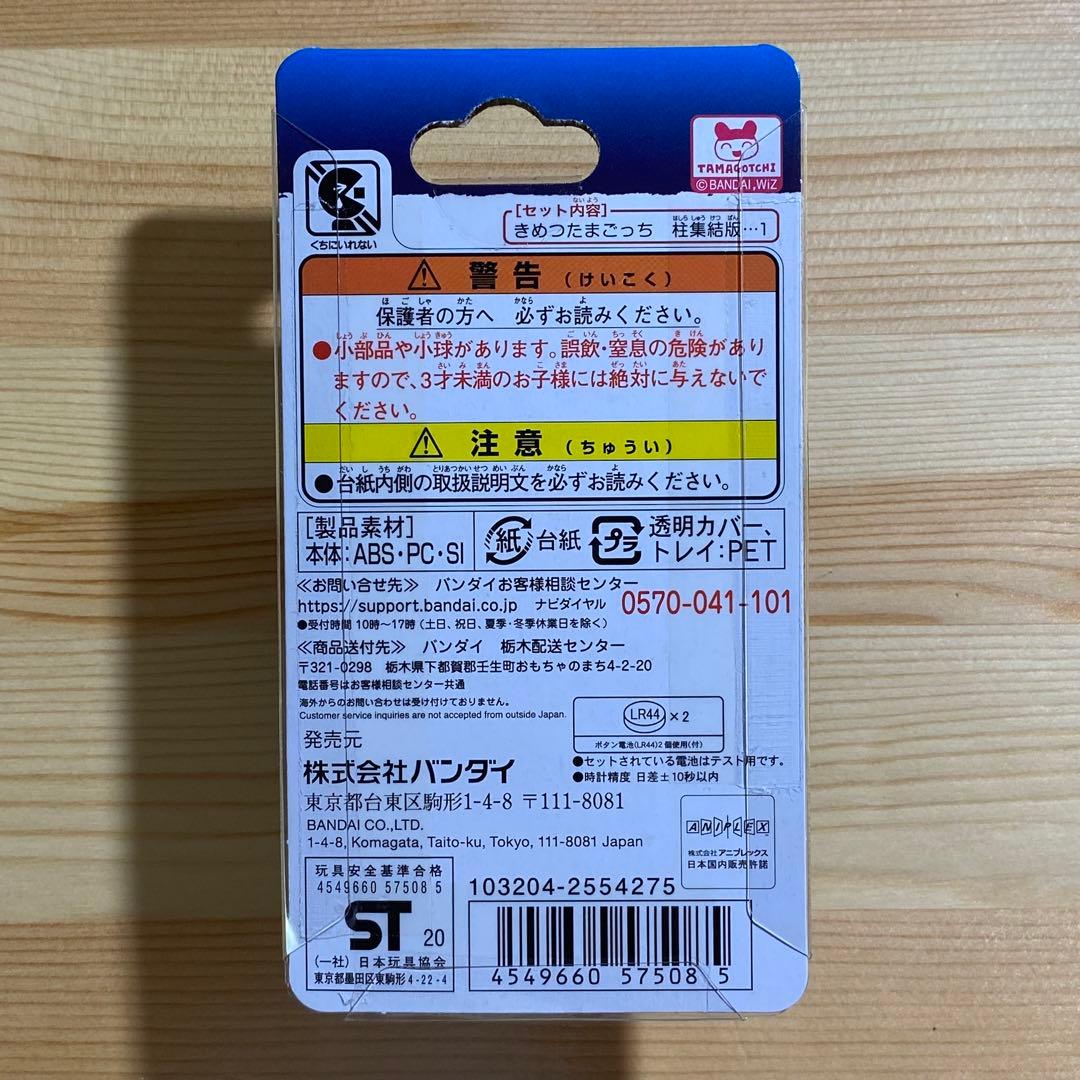 TAMAGOTCHI
©BANDAI,WiZ
くちにいれない
[セット内容]
きめつたまごっち 柱集結版…1
警告 (けいこく)
保護者の方へ 必ずお読みください。
●小部品や小球があります。誤飲・窒息の危険があり
ますので、3才未満のお子様には絶対に与えないで
ください。
注意 (ちゅうい)
●台紙内側の取扱説明文を必ずお読みください。
[製品素材]
本体:ABS・PC・SI
紙 台紙
プラ 透明カバー、
トレイ:PET
≪お問い合せ先≫ バンダイお客様相談センター
https://support.bandai.co.jp ナビダイヤル 0570-041-101
●受付時間 10時〜17時(土日、祝日、夏季・冬季休業日を除く)
≪商品送付先≫ バンダイ 栃木配送センター
〒321-0298 栃木県下都賀郡壬生町おもちゃのまち4-2-20
電話番号はお客様相談センター共通
海外からのお問い合わせは受け付けておりません。
Customer service inquiries are not accepted from outside Japan.
LR44 ×2
ボタン電池(LR44)2個使用(付)
●セットされている電池はテスト用です。
●時計精度 日差±10秒以内
発売元
株式会社バンダイ
東京都台東区駒形1-4-8 〒111-8081
BANDAI CO.,LTD.
1-4-8, Komagata, Taito-ku, Tokyo, 111-8081 Japan
ANIPLEX
株式会社アニプレックス
日本国内販売許諾
玩具安全基準合格
4549660 57508 5
ST 20
(一社)日本玩具協会
東京都墨田区東駒形4-22-4
103204-2554275
4549660 575085